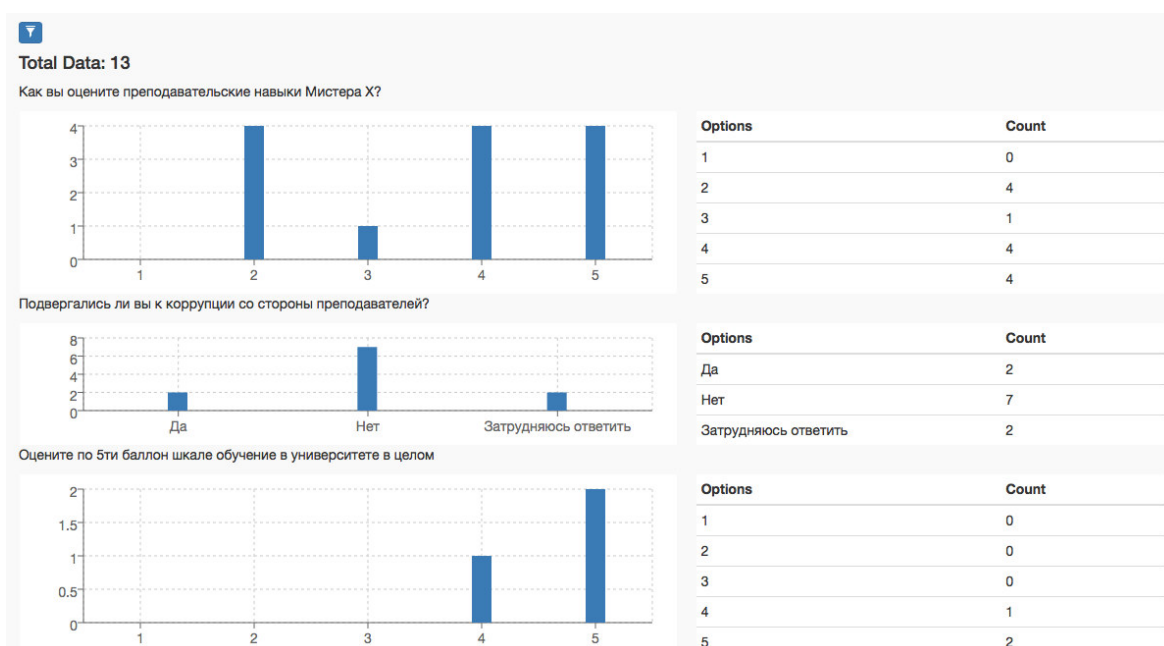 Total Data: 13
Как вы оцените преподавательские навыки Мистера X?
4
3
2
1
0
1 2 3 4 5
Options Count
1 0
2 4
3 1
4 4
5 4
Подвергались ли вы к коррупции со стороны преподавателей?
8
6
4
2
0
Да Нет Затрудняюсь ответить
Options Count
Да 2
Нет 7
Затрудняюсь ответить 2
Оцените по 5ти баллон шкале обучение в университете в целом
2
1.5
1
0.5
0
1 2 3 4 5
Options Count
1 0
2 0
3 0
4 1
5 2